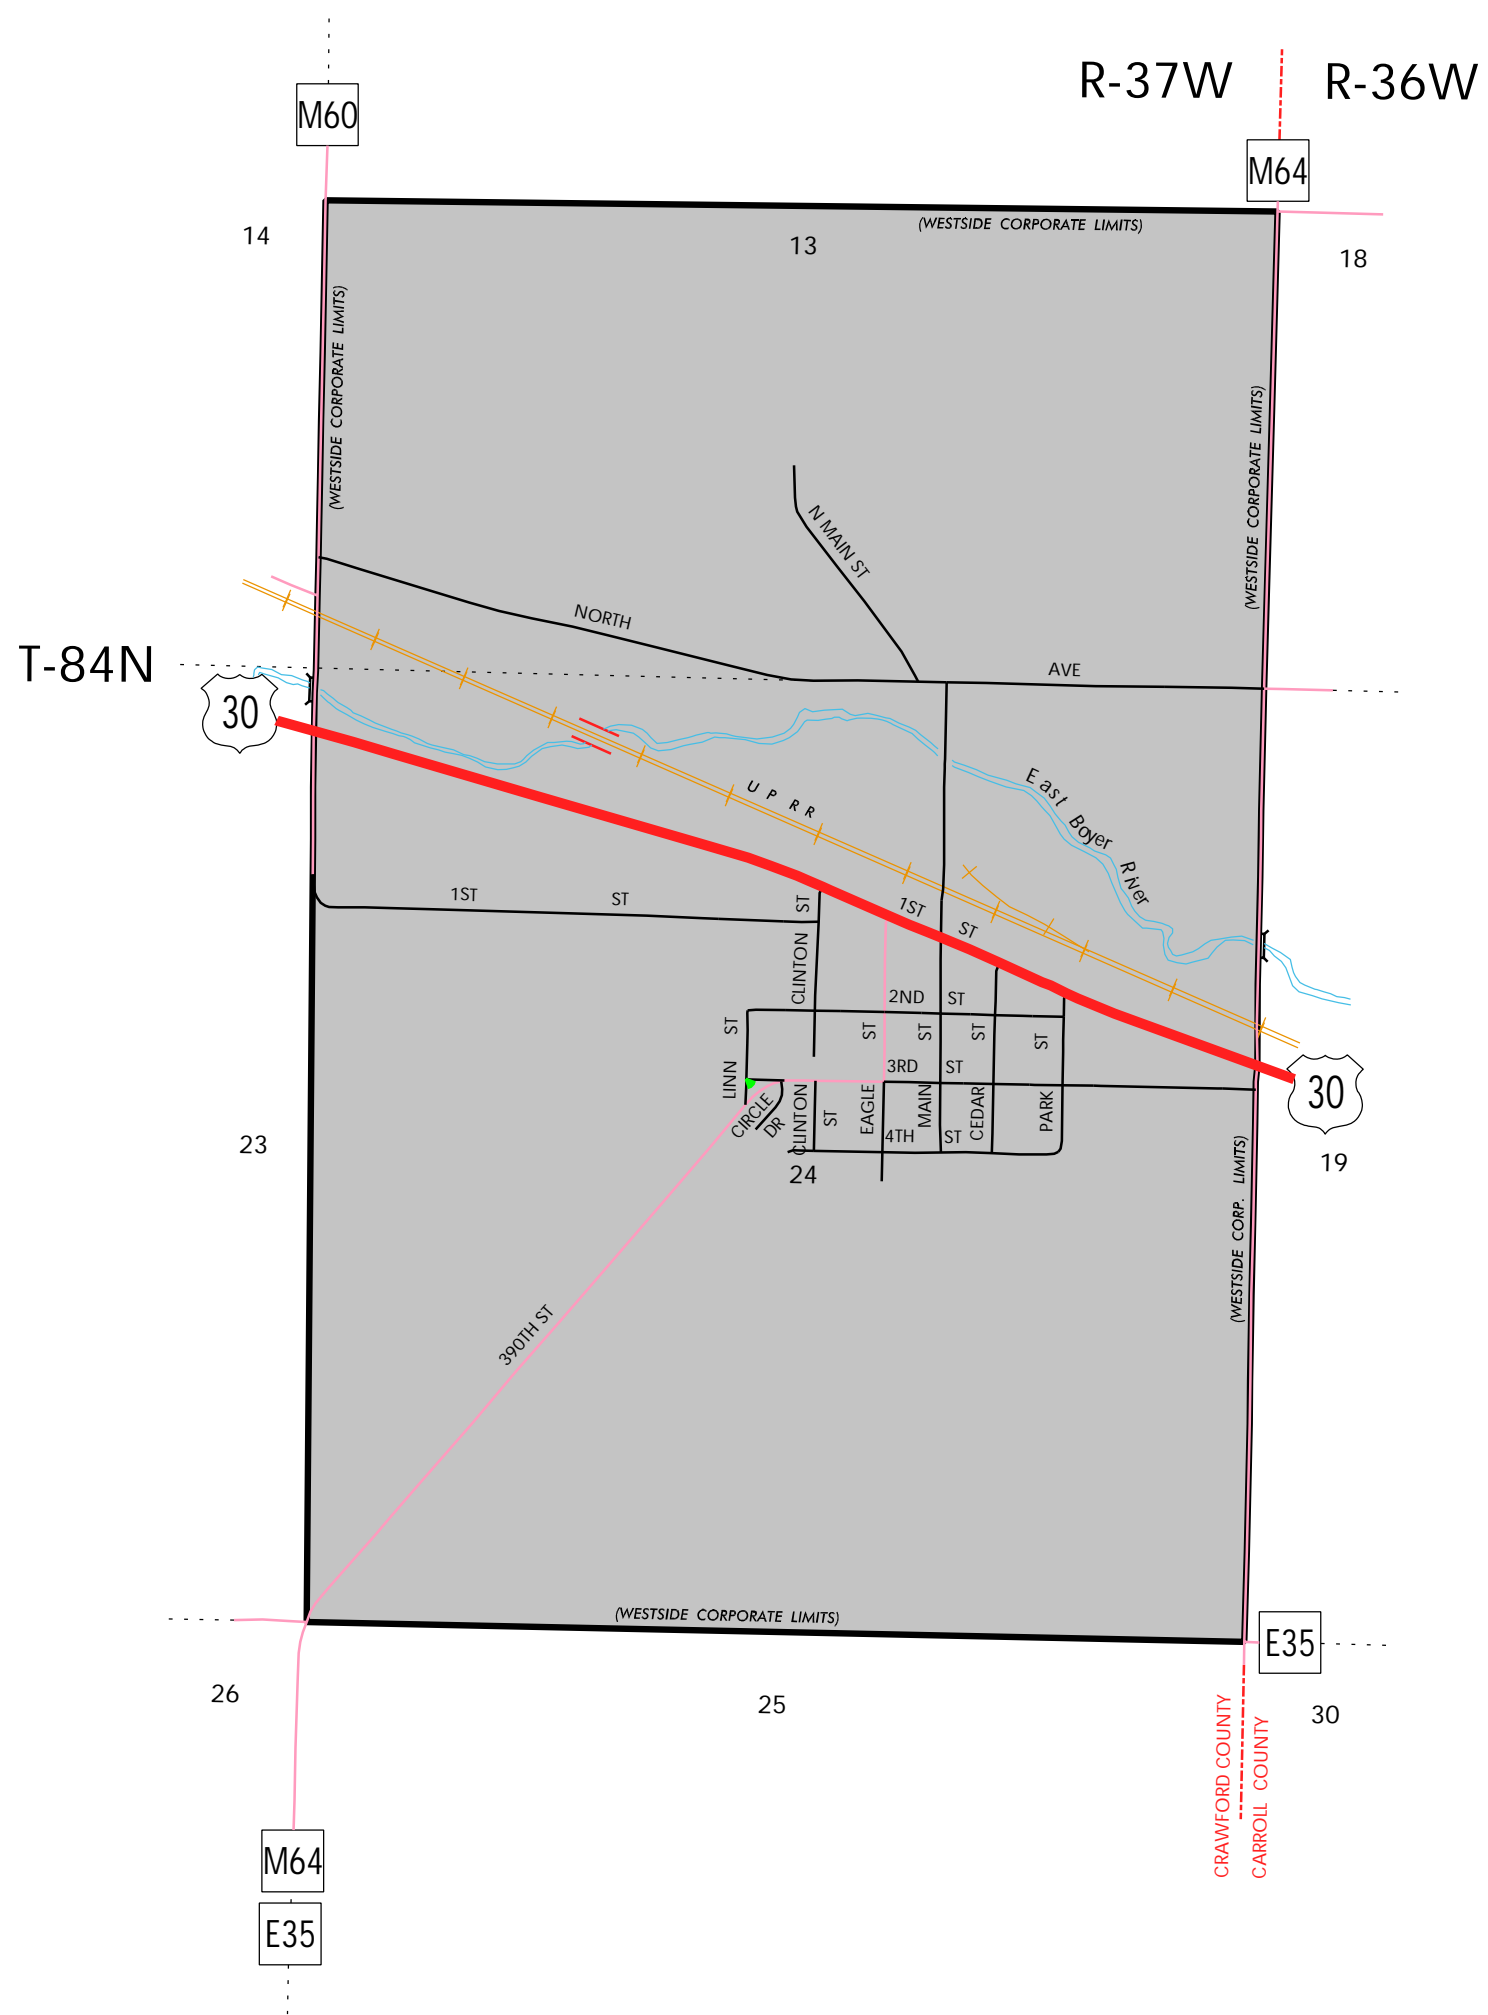 R-37W
R-36W
M60
M64
(WESTSIDE CORPORATE LIMITS)
14
13
18
(WESTSIDE CORPORATE LIMITS)
(WESTSIDE CORPORATE LIMITS)
N MAIN ST
NORTH
AVE
T-84N
30
U P R R
East Boyer River
1ST ST
1ST ST
CLINTON ST
2ND ST
LINN ST
ST
ST
ST
ST
3RD ST
CIRCLE DR
CLINTON ST
EAGLE
MAIN
CEDAR
PARK
4TH ST
30
23
24
19
(WESTSIDE CORP. LIMITS)
390TH ST
(WESTSIDE CORPORATE LIMITS)
E35
26
25
30
CRAWFORD COUNTY
CARROLL COUNTY
M64
E35